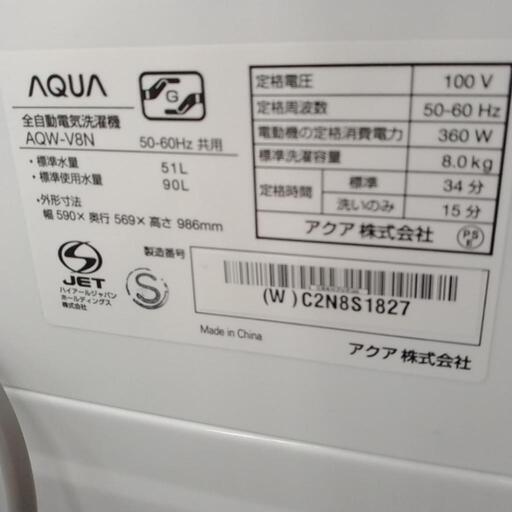 AQUA
G
全自動電気洗濯機
AQW-V8N 50-60Hz 共用
・標準水量 51L
・標準使用水量 90L
・外形寸法
幅 590× 奥行 569× 高さ 986mm
定格電圧 100 V
定格周波数 50-60 Hz
電動機の定格消費電力 360 W
標準洗濯容量 8.0kg
定格時間 標準 34 分
洗いのみ 15 分
アクア 株式会社 PS E
JET
ハイアールジャパン
ホールディングス
株式会社
S
製造番号
(W) C2N8S1827
Made in China
アクア 株式会社